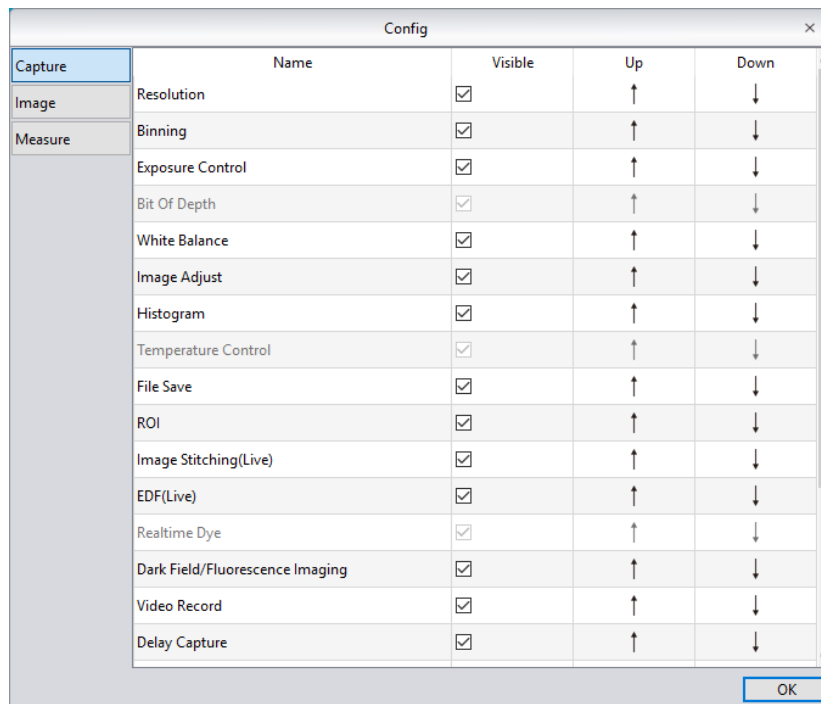 Config
Capture
Image
Measure
Name Visible Up Down
Resolution
Binning
Exposure Control
Bit Of Depth
White Balance
Image Adjust
Histogram
Temperature Control
File Save
ROI
Image Stitching(Live)
EDF(Live)
Realtime Dye
Dark Field/Fluorescence Imaging
Video Record
Delay Capture
OK